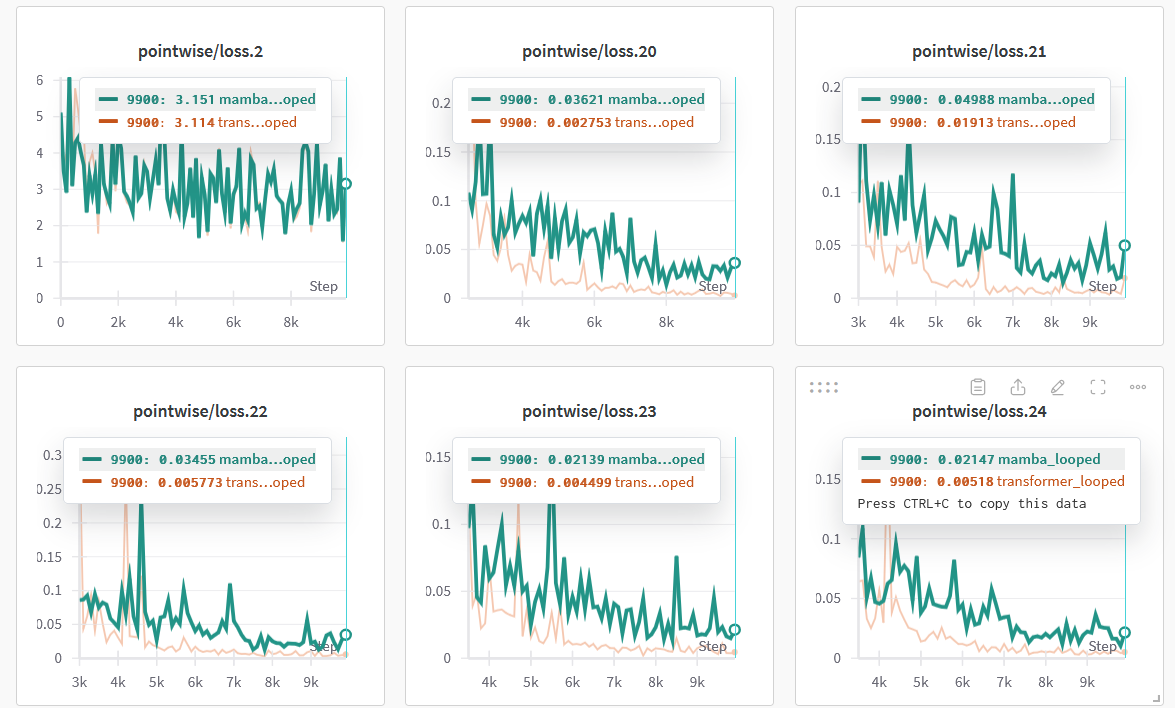 pointwise/loss.2
9900: 3.151 mamba...oped
9900: 3.114 trans...oped
6
5
4
3
2
1
0
Step
0 2k 4k 6k 8k
pointwise/loss.20
9900: 0.03621 mamba...oped
9900: 0.002753 trans...oped
0.2
0.15
0.1
0.05
0
Step
4k 6k 8k
pointwise/loss.21
9900: 0.04988 mamba...oped
9900: 0.01913 trans...oped
0.2
0.15
0.1
0.05
0
Step
3k 4k 5k 6k 7k 8k 9k
pointwise/loss.22
9900: 0.03455 mamba...oped
9900: 0.005773 trans...oped
0.3
0.25
0.2
0.15
0.1
0.05
0
Step
3k 4k 5k 6k 7k 8k 9k
pointwise/loss.23
9900: 0.02139 mamba...oped
9900: 0.004499 trans...oped
0.15
0.1
0.05
0
Step
4k 5k 6k 7k 8k 9k
pointwise/loss.24
9900: 0.02147 mamba_looped
9900: 0.00518 transformer_looped
Press CTRL+C to copy this data
0.15
0.1
0.05
0
Step
4k 5k 6k 7k 8k 9k